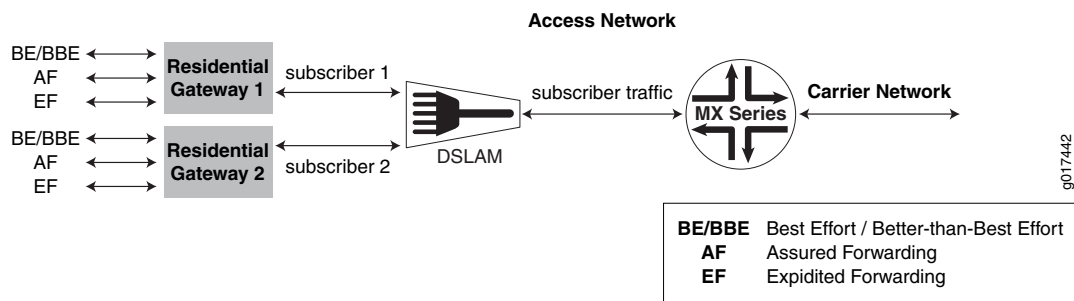 Access Network
BE/BBE
AF
EF
Residential
Gateway 1
subscriber 1
BE/BBE
AF
EF
Residential
Gateway 2
subscriber 2
DSLAM
subscriber traffic
MX Series
Carrier Network
g017442
BE/BBE Best Effort / Better-than-Best Effort
AF Assured Forwarding
EF Expidited Forwarding